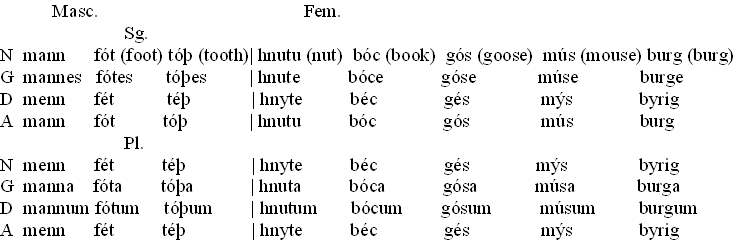 Masc. Fem.
Sg.
N mann fót (foot) tóþ (tooth)| hnutu (nut) bóc (book) gós (goose) mús (mouse) burg (burg)
G mannes fótes tóþes | hnute bóce góse múse burge
D menn fét téþ | hnyte béc gés mýs byrig
A mann fót tóþ | hnutu bóc gós mús burg
Pl.
N menn fét téþ | hnyte béc gés mýs byrig
G manna fóta tóþa | hnuta bóca gósa músa burga
D mannum fótum tóþum | hnutum bócum gósum músum burgum
A menn fét téþ | hnyte béc gés mýs byrig